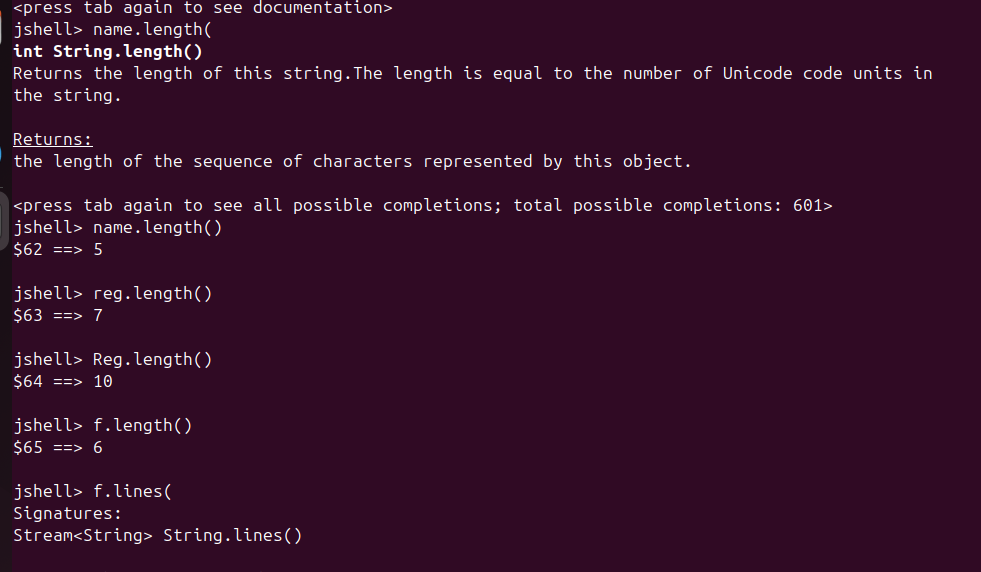 <press tab again to see documentation>
jshell> name.length(
int String.length()
Returns the length of this string.The length is equal to the number of Unicode code units in
the string.
Returns:
the length of the sequence of characters represented by this object.
<press tab again to see all possible completions; total possible completions: 601>
jshell> name.length()
$62 ==> 5
jshell> reg.length()
$63 ==> 7
jshell> Reg.length()
$64 ==> 10
jshell> f.length()
$65 ==> 6
jshell> f.lines(
Signatures:
Stream<String> String.lines()